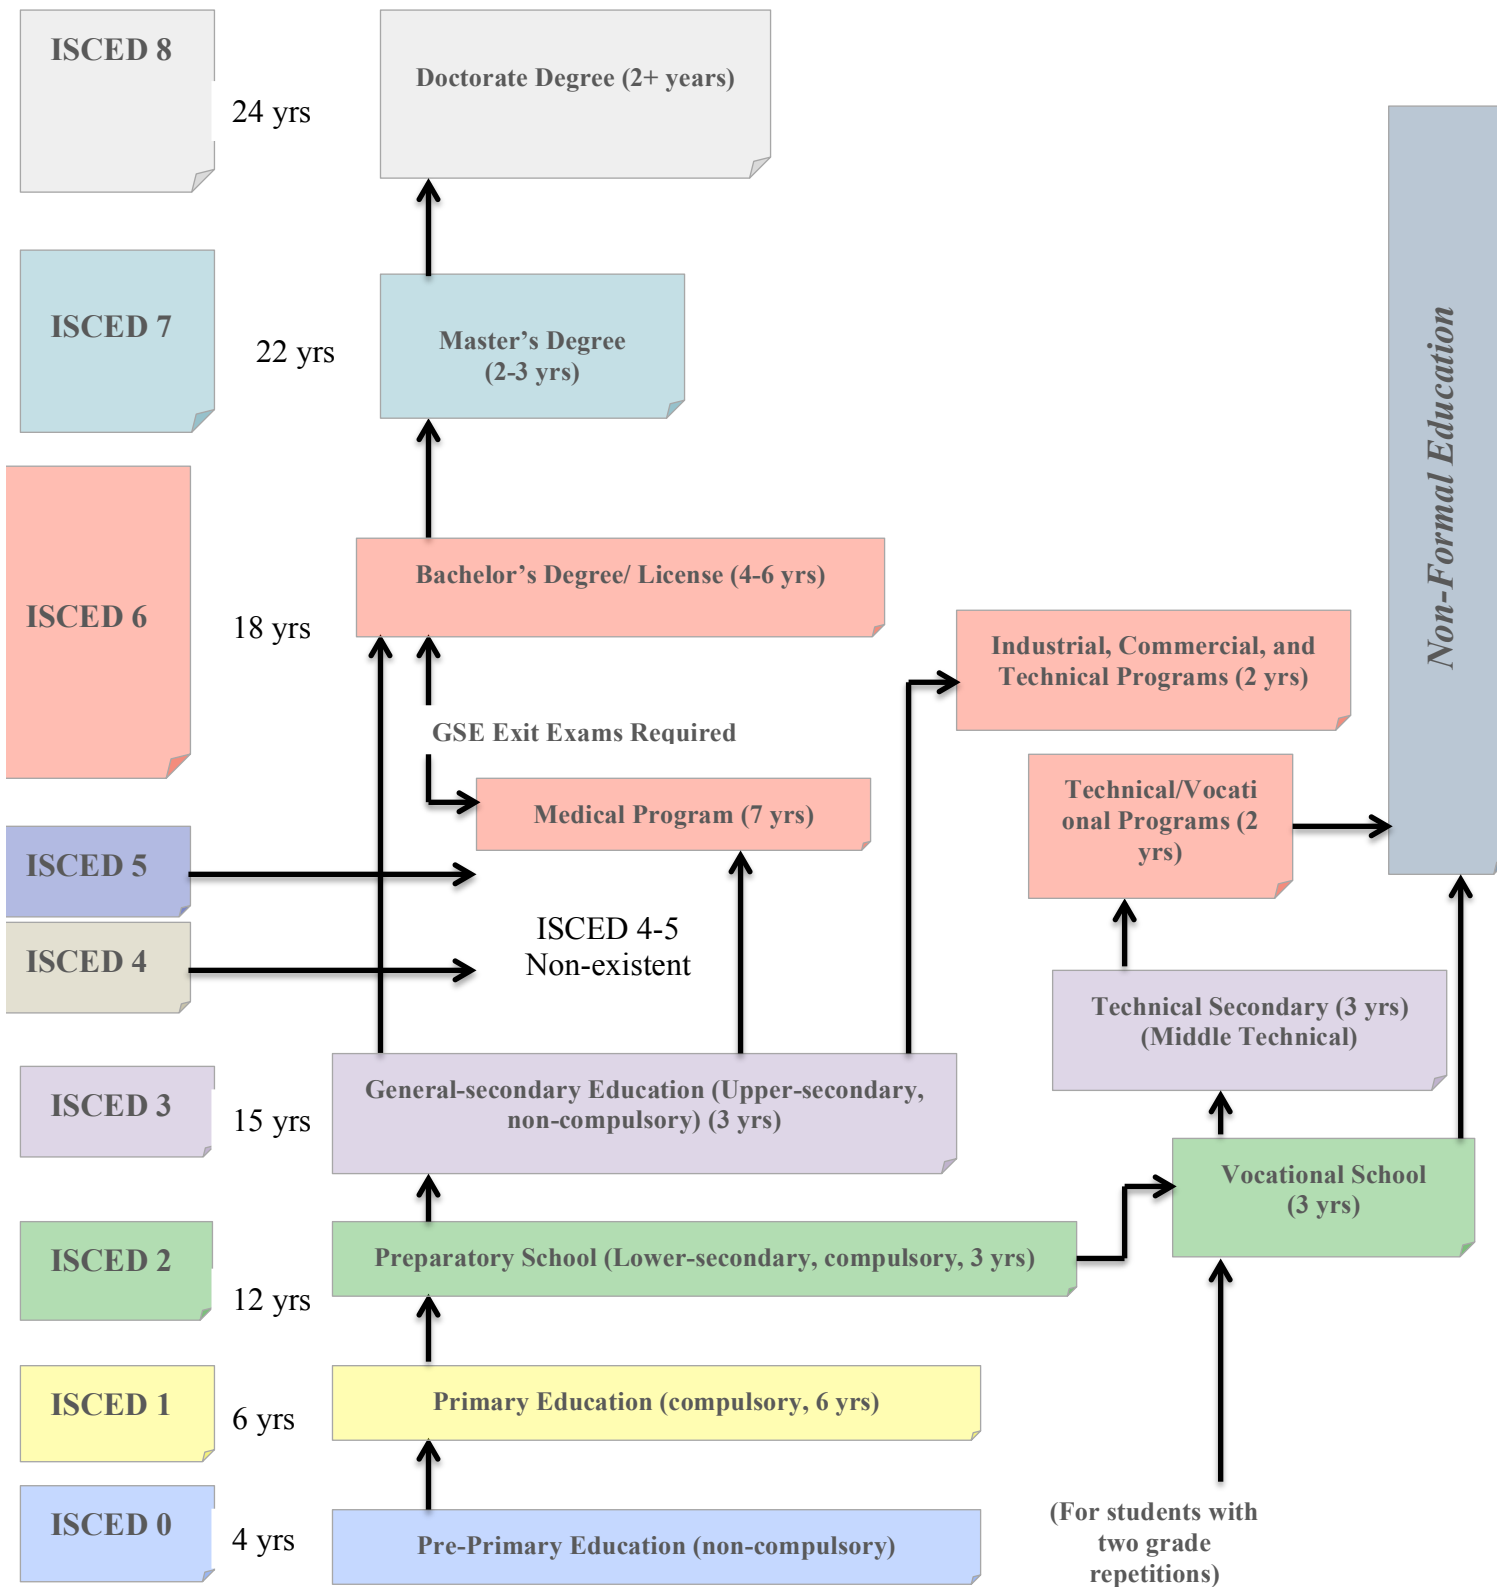 ISCED 8
Doctorate Degree (2+ years)
24 yrs
ISCED 7
22 yrs
Master’s Degree
(2-3 yrs)
Non-Formal Education
ISCED 6
18 yrs
Bachelor’s Degree/ License (4-6 yrs)
Industrial, Commercial, and
Technical Programs (2 yrs)
GSE Exit Exams Required
Medical Program (7 yrs)
Technical/Vocati
onal Programs (2
yrs)
ISCED 5
ISCED 4
ISCED 4-5
Non-existent
Technical Secondary (3 yrs)
(Middle Technical)
ISCED 3
15 yrs
General-secondary Education (Upper-secondary,
non-compulsory) (3 yrs)
Vocational School
(3 yrs)
ISCED 2
12 yrs
Preparatory School (Lower-secondary, compulsory, 3 yrs)
ISCED 1
6 yrs
Primary Education (compulsory, 6 yrs)
ISCED 0
4 yrs
Pre-Primary Education (non-compulsory)
(For students with
two grade
repetitions)